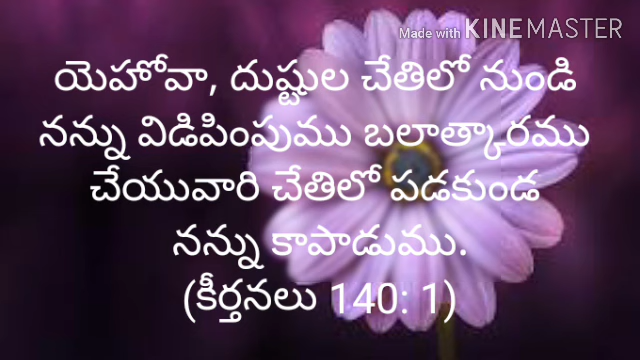 Made with KINEMASTER
యెహోవా, దుష్టుల చేతిలో నుండి
నన్ను విడిపింపుము బలాత్కారము
చేయువారి చేతిలో పడకుండ
నన్ను కాపాడుము.
(కీర్తనలు 140: 1)